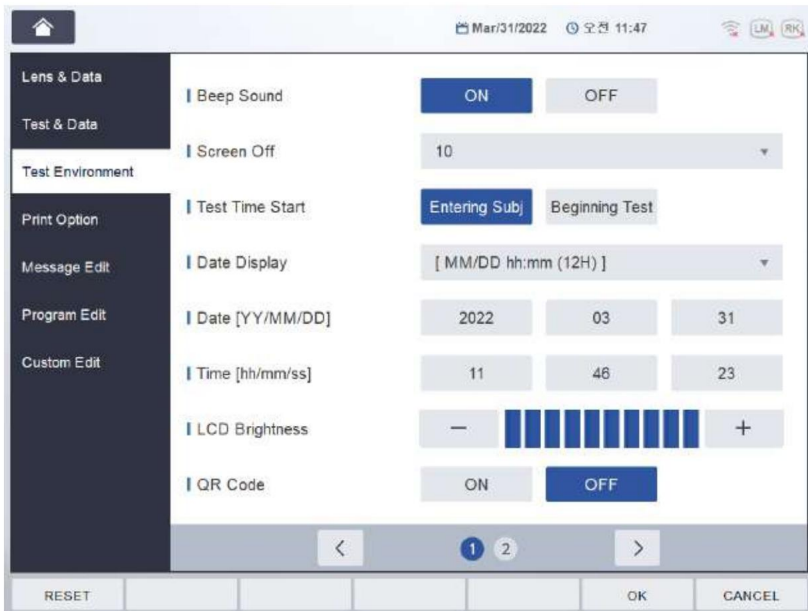 Mar/31/2022 오전 11:47 LM RK
Lens & Data
Test & Data
Test Environment
Print Option
Message Edit
Program Edit
Custom Edit
Beep Sound ON OFF
Screen Off 10
Test Time Start Entering Subj Beginning Test
Date Display [ MM/DD hh:mm (12H) ]
Date [YY/MM/DD] 2022 03 31
Time [hh/mm/ss] 11 46 23
LCD Brightness − +
QR Code ON OFF
< 1 2 >
RESET OK CANCEL